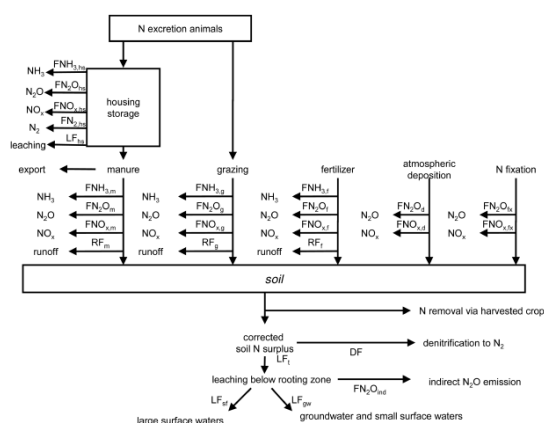 N excretion animals
FNH3,hs
NH3
FN2Ohs
N2O
FNOx,hs
NOx
FN2,hs
N2
LFhs
leaching
housing
storage
export
manure
grazing
fertilizer
atmospheric
deposition
N fixation
FNH3,m
NH3
FN2Om
N2O
FNOx,m
NOx
RFm
runoff
FNH3,g
NH3
FN2Og
N2O
FNOx,g
NOx
RFg
runoff
FNH3,f
NH3
FN2Of
N2O
FNOx,f
NOx
RFf
runoff
FN2Od
N2O
FNOx,d
NOx
FN2Ofx
N2O
FNOx,fx
NOx
soil
N removal via harvested crop
corrected
soil N surplus
DF
denitrification to N2
LFt
leaching below rooting zone
FN2Oind
indirect N2O emission
LFsf
LFgw
large surface waters
groundwater and small surface waters